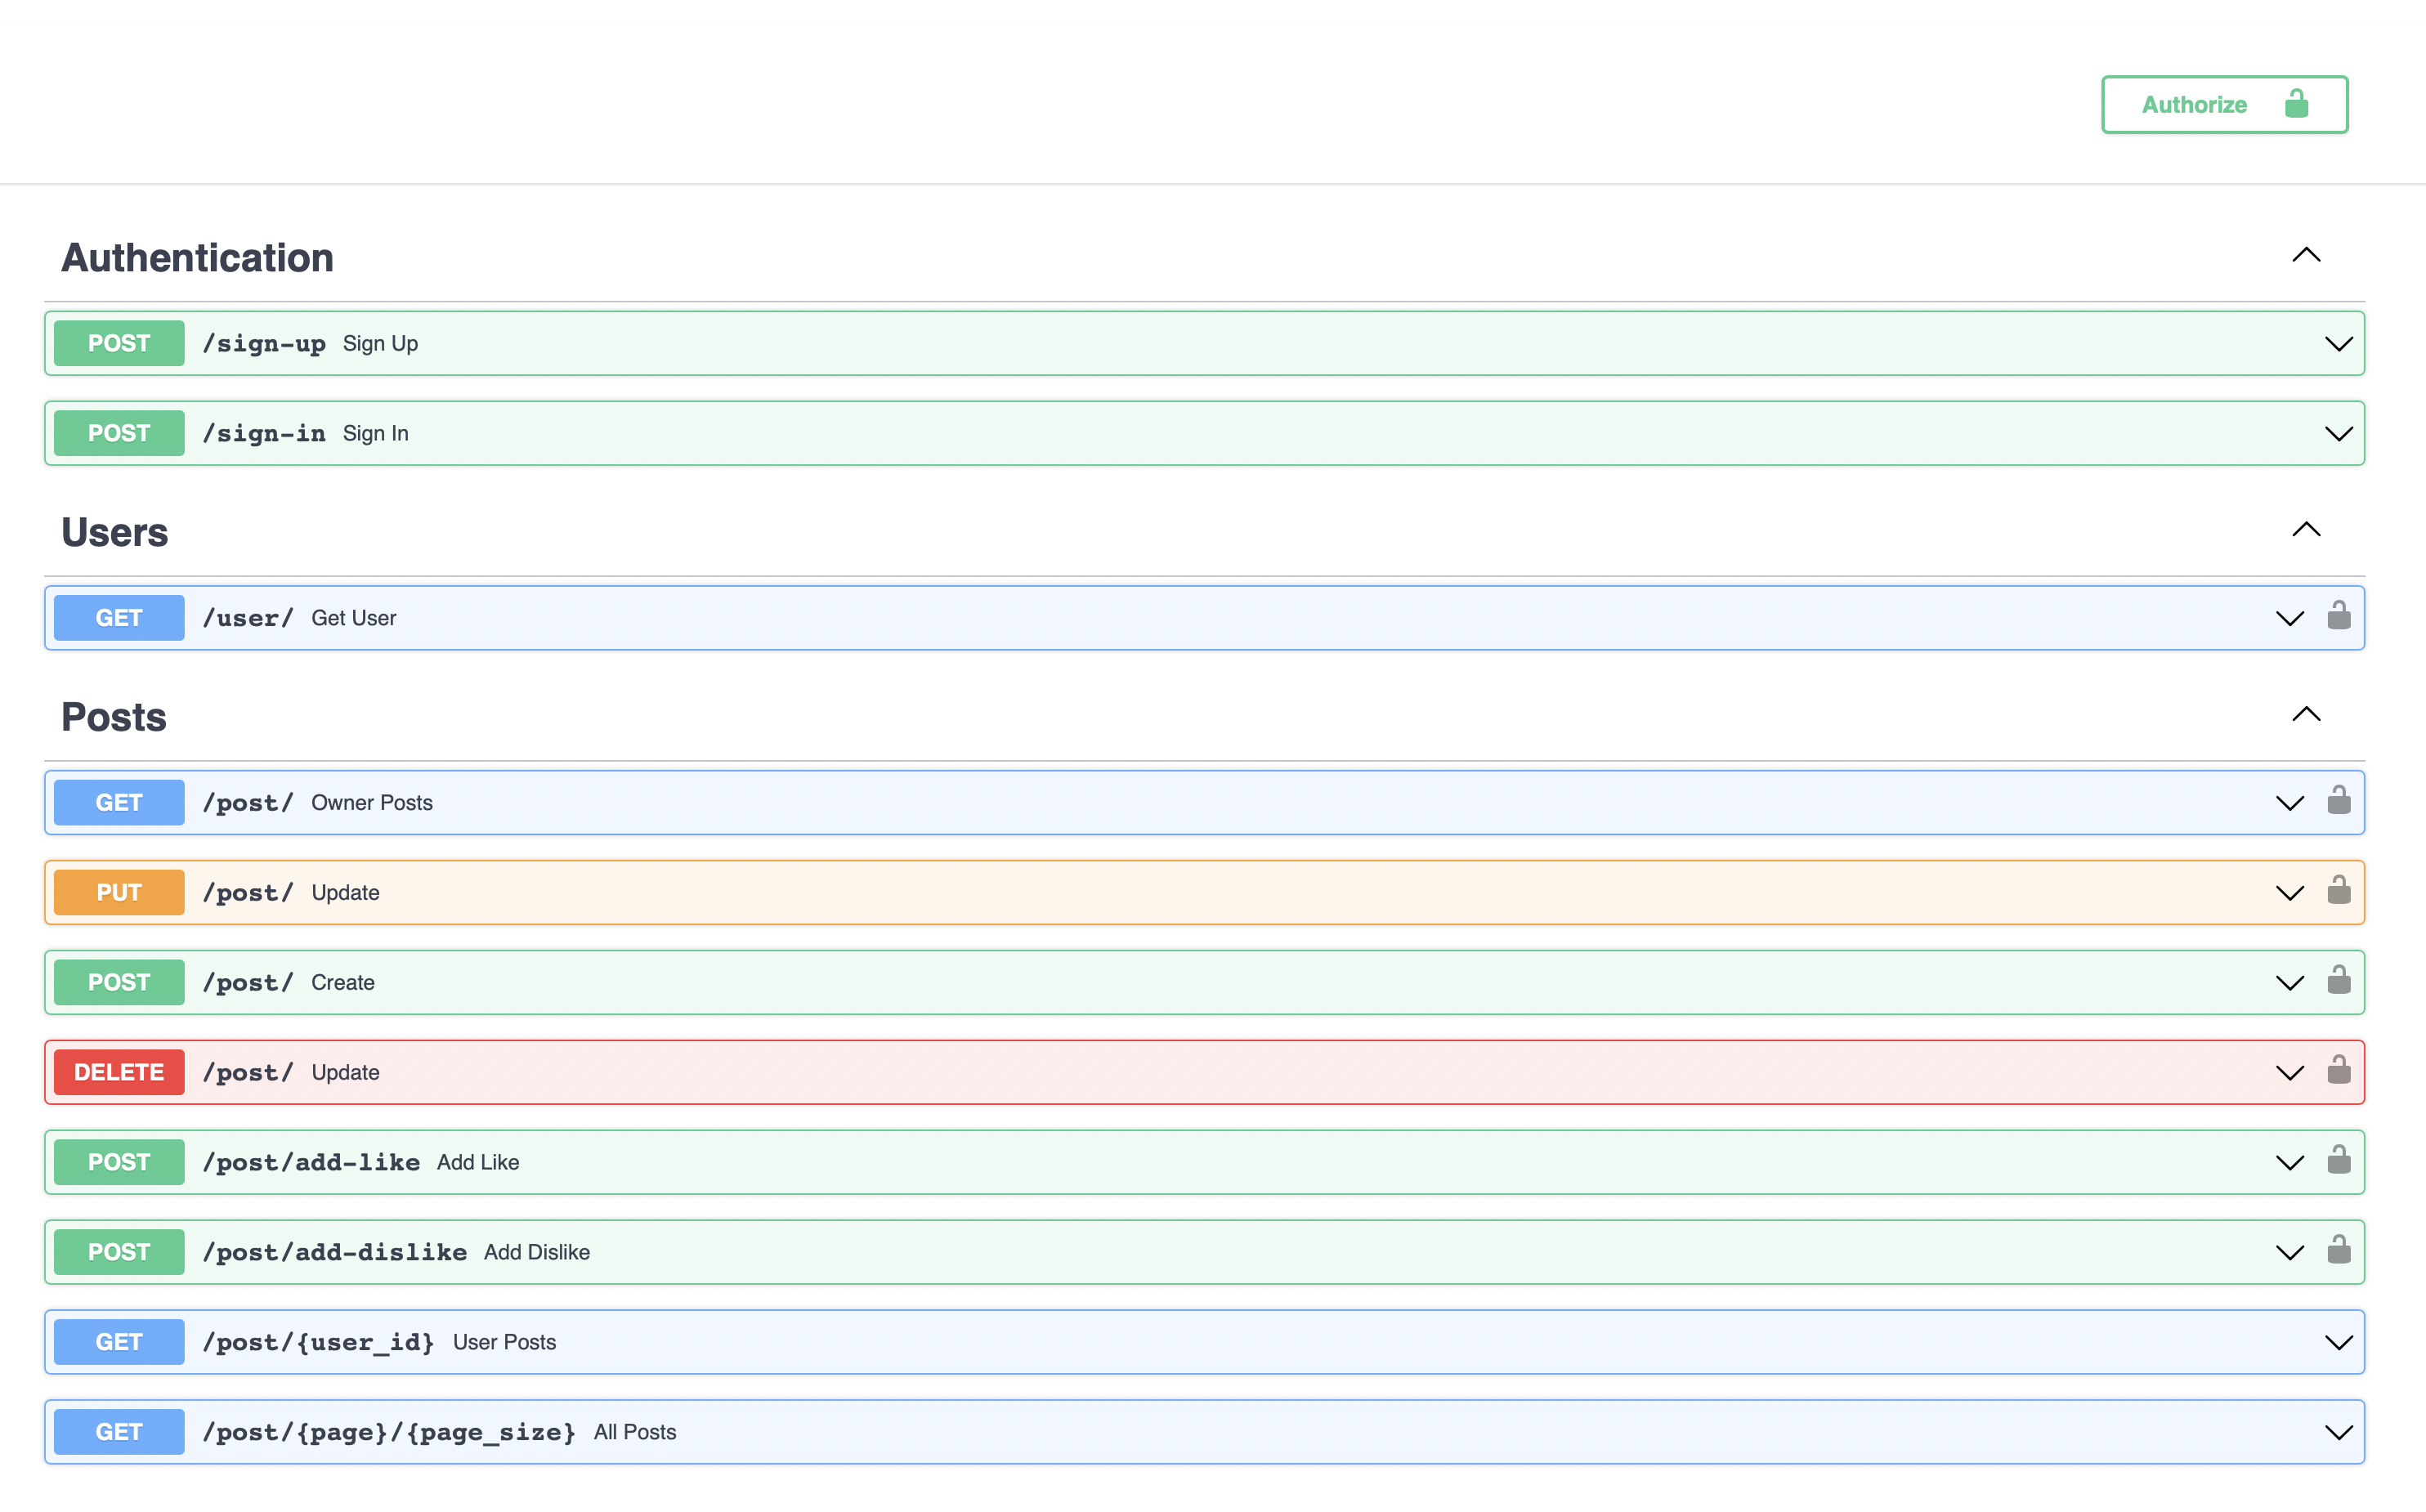 Authorize
Authentication
POST /sign-up Sign Up
POST /sign-in Sign In
Users
GET /user/ Get User
Posts
GET /post/ Owner Posts
PUT /post/ Update
POST /post/ Create
DELETE /post/ Update
POST /post/add-like Add Like
POST /post/add-dislike Add Dislike
GET /post/{user_id} User Posts
GET /post/{page}/{page_size} All Posts